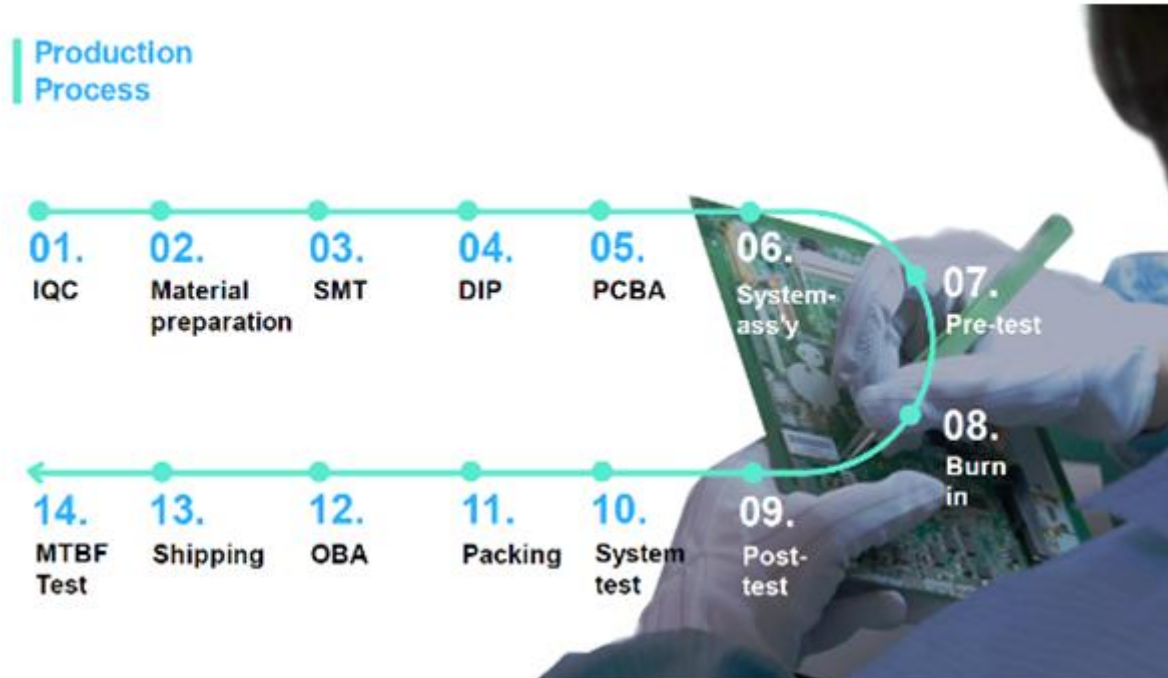 Production
Process
01.
IQC
02.
Material
preparation
03.
SMT
04.
DIP
05.
PCBA
06.
System-
ass'y
07.
Pre-test
08.
Burn
in
09.
Post-
test
10.
System
test
11.
Packing
12.
OBA
13.
Shipping
14.
MTBF
Test